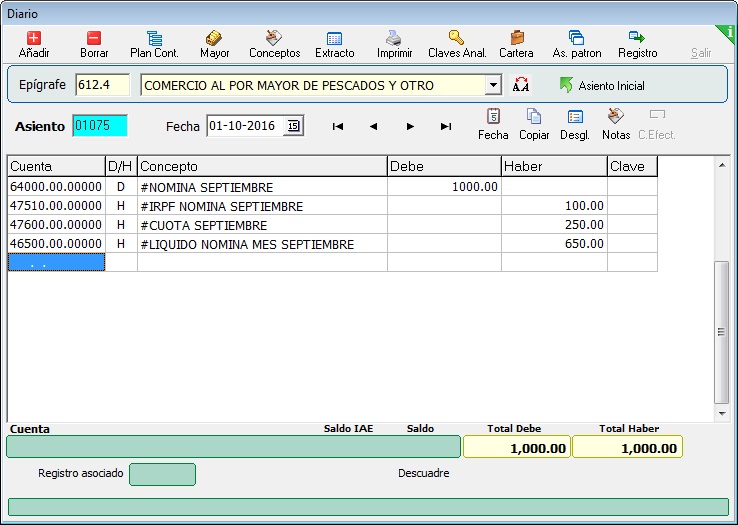 Diario
Añadir Borrar Plan Cont. Mayor Conceptos Extracto Imprimir Claves Anal. Cartera As. patron Registro Salir
i
Epígrafe 612.4 COMERCIO AL POR MAYOR DE PESCADOS Y OTRO Asiento Inicial
Asiento 01075 Fecha 01-10-2016 15 Fecha Copiar Desgl. Notas C.Efect.
Cuenta D/H Concepto Debe Haber Clave
64000.00.00000 D #NOMINA SEPTIEMBRE 1000.00
47510.00.00000 H #IRPF NOMINA SEPTIEMBRE 100.00
47600.00.00000 H #CUOTA SEPTIEMBRE 250.00
46500.00.00000 H #LIQUIDO NOMINA MES SEPTIEMBRE 650.00
. .
Cuenta Saldo IAE Saldo Total Debe Total Haber
1,000.00 1,000.00
Registro asociado Descuadre